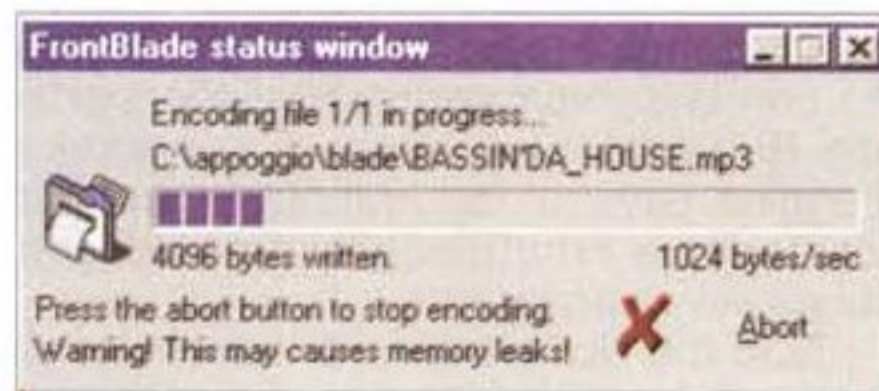 FrontBlade status window
Encoding file 1/1 in progress...
C:\appoggio\blade\BASSIN'DA_HOUSE.mp3
4096 bytes written.
1024 bytes/sec
Press the abort button to stop encoding.
Warning! This may causes memory leaks!
Abort